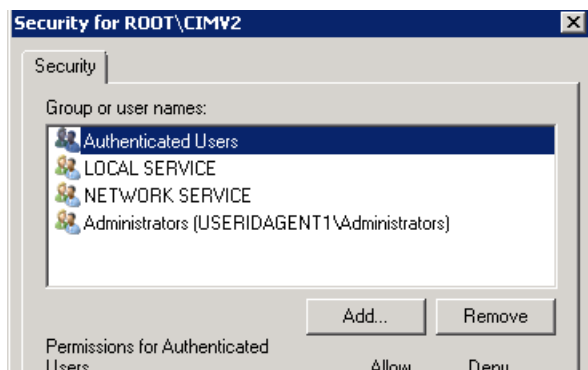 Security for ROOT\CIMV2
Security
Group or user names:
Authenticated Users
LOCAL SERVICE
NETWORK SERVICE
Administrators (USERIDAGENT1\Administrators)
Add... Remove
Permissions for Authenticated
Users Allow Deny